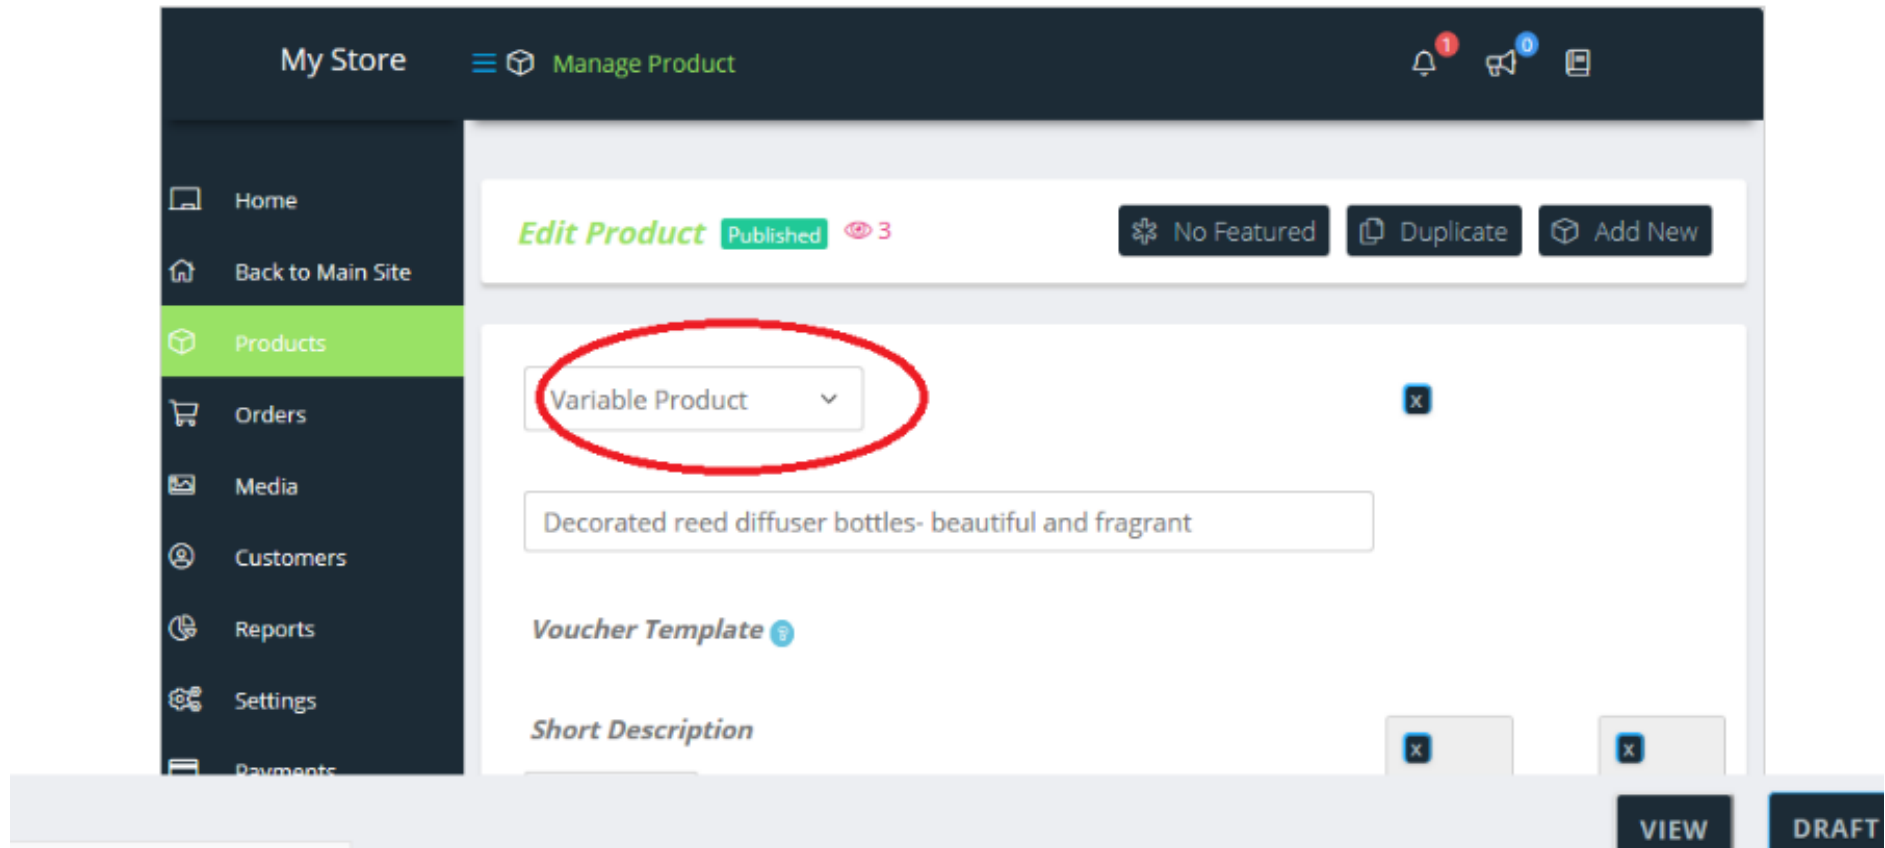 My Store
Manage Product
1
0
Home
Back to Main Site
Products
Orders
Media
Customers
Reports
Settings
Payments
Edit Product Published 3
No Featured
Duplicate
Add New
Variable Product
x
Decorated reed diffuser bottles- beautiful and fragrant
Voucher Template
Short Description
x
x
VIEW
DRAFT